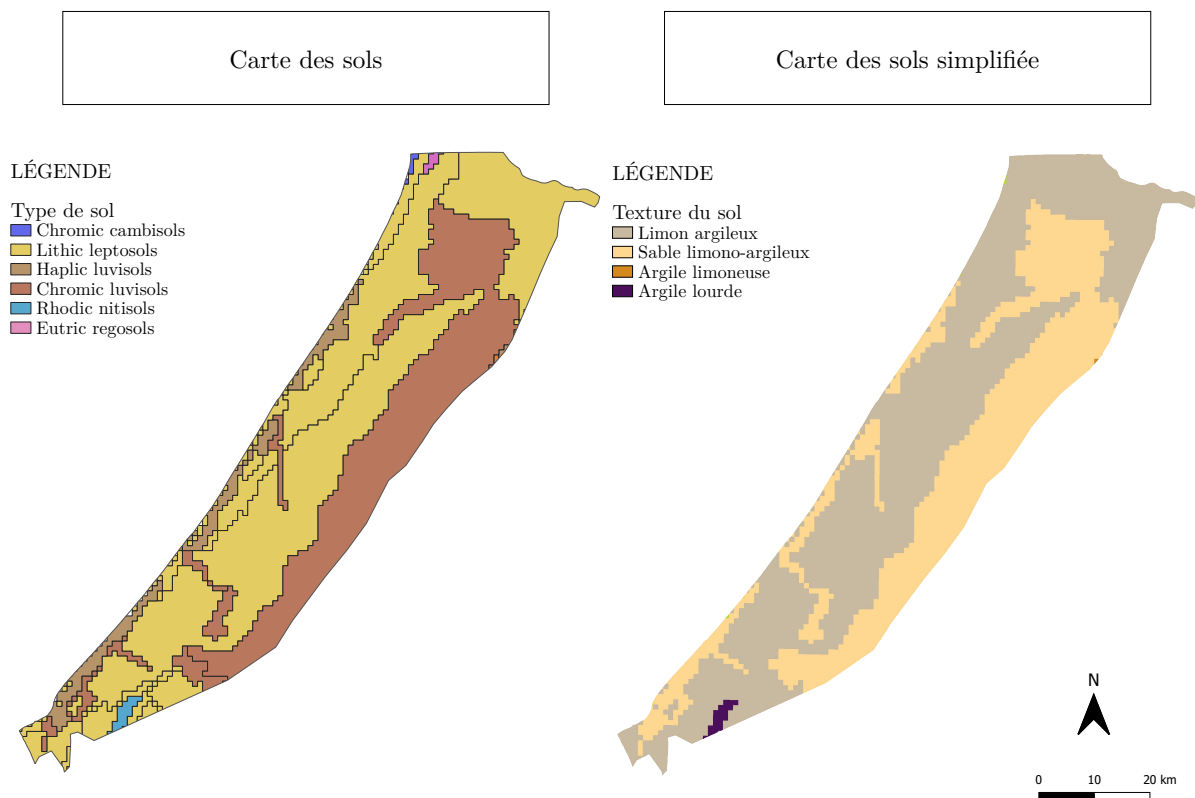 Carte des sols
LÉGENDE
Type de sol
Chromic cambisols
Lithic leptosols
Haplic luvisols
Chromic luvisols
Rhodic nitisols
Eutric regosols
Carte des sols simplifiée
LÉGENDE
Texture du sol
Limon argileux
Sable limono-argileux
Argile limoneuse
Argile lourde
N
0 10 20 km